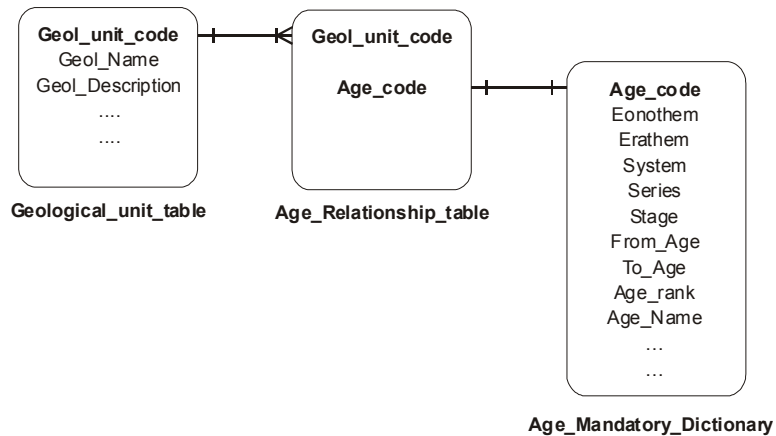 Geol_unit_code
Geol_Name
Geol_Description
....
....
Geological_unit_table
Geol_unit_code
Age_code
Age_Relationship_table
Age_code
Eonothem
Erathem
System
Series
Stage
From_Age
To_Age
Age_rank
Age_Name
...
...
Age_Mandatory_Dictionary